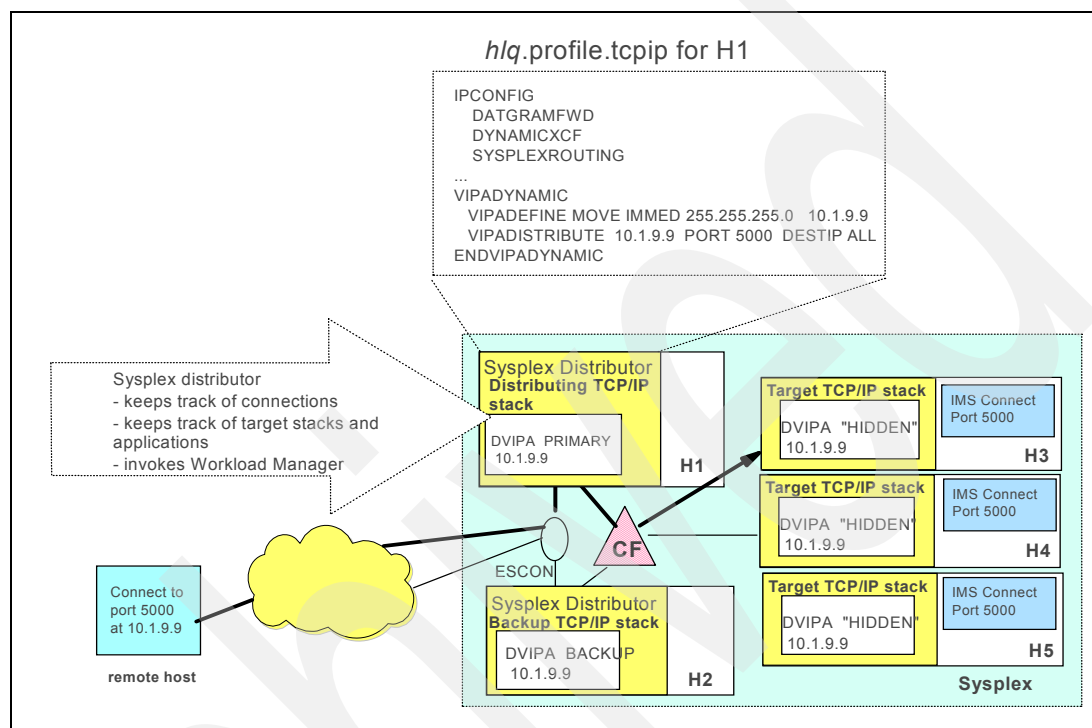 hlq.profile.tcpip for H1
IPCONFIG
DATGRAMFWD
DYNAMICXCF
SYSPLEXROUTING
...
VIPADYNAMIC
VIPADEFINE MOVE IMMED 255.255.255.0 10.1.9.9
VIPADISTRIBUTE 10.1.9.9 PORT 5000 DESTIP ALL
ENDVIPADYNAMIC
Sysplex distributor
- keeps track of connections
- keeps track of target stacks and
applications
- invokes Workload Manager
Sysplex Distributor
Distributing TCP/IP
stack
DVIPA PRIMARY
10.1.9.9
H1
Target TCP/IP stack
DVIPA "HIDDEN"
10.1.9.9
IMS Connect
Port 5000
H3
Target TCP/IP stack
DVIPA "HIDDEN"
10.1.9.9
IMS Connect
Port 5000
H4
Target TCP/IP stack
DVIPA "HIDDEN"
10.1.9.9
IMS Connect
Port 5000
H5
CF
ESCON
Sysplex Distributor
Backup TCP/IP stack
DVIPA BACKUP
10.1.9.9
H2
Connect to
port 5000
at 10.1.9.9
remote host
Sysplex